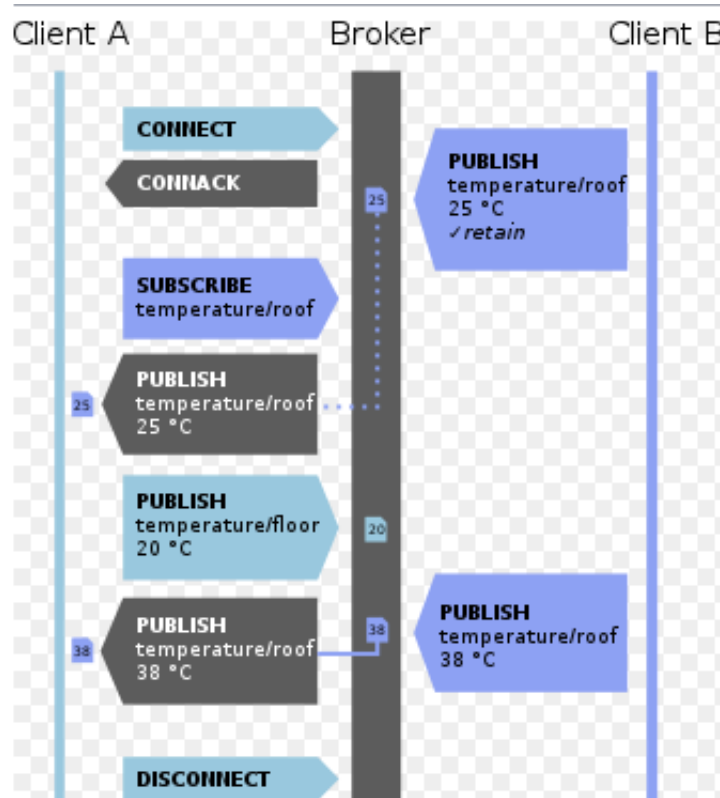 Client A
Broker
Client B
CONNECT
CONNACK
PUBLISH
temperature/roof
25 °C
✓retain
25
SUBSCRIBE
temperature/roof
PUBLISH
temperature/roof
25 °C
25
PUBLISH
temperature/floor
20 °C
20
PUBLISH
temperature/roof
38 °C
38
PUBLISH
temperature/roof
38 °C
38
DISCONNECT